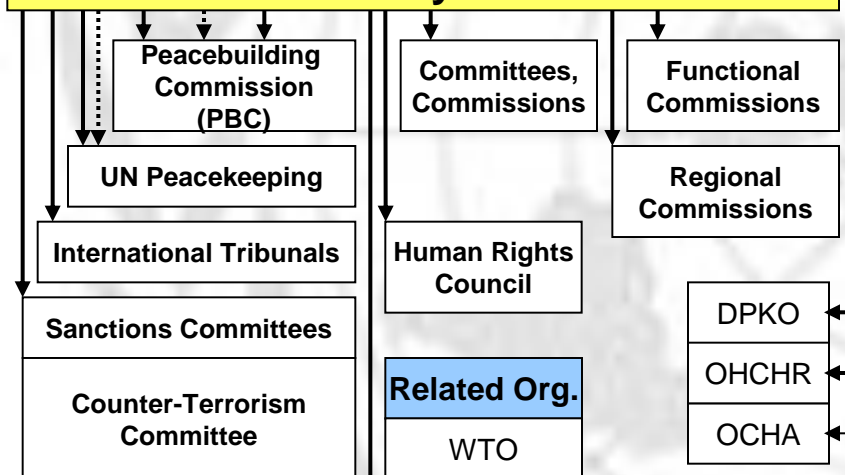 Peacebuilding
Commission
(PBC)
Committees,
Commissions
Functional
Commissions
UN Peacekeeping
Regional
Commissions
International Tribunals
Human Rights
Council
Sanctions Committees
DPKO
Related Org.
OHCHR
Counter-Terrorism
Committee
WTO
OCHA